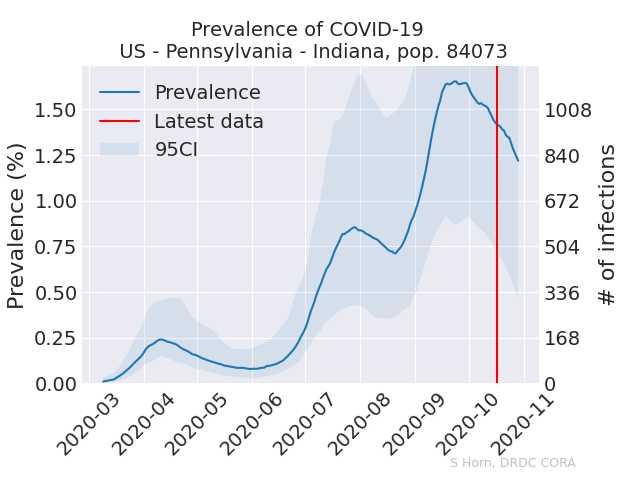 Prevalence of COVID-19
US - Pennsylvania - Indiana, pop. 84073
Prevalence
Latest data
95CI
Prevalence (%)
1.50
1.25
1.00
0.75
0.50
0.25
0.00
# of infections
1008
840
672
504
336
168
0
2020-03
2020-04
2020-05
2020-06
2020-07
2020-08
2020-09
2020-10
2020-11
S Horn, DRDC CORA